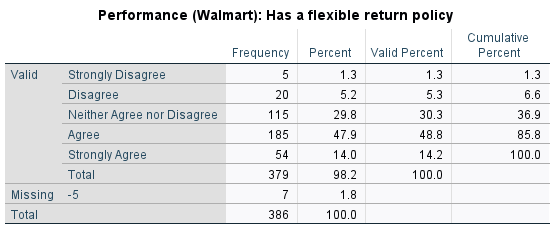 Performance (Walmart): Has a flexible return policy
Frequency Percent Valid Percent Cumulative Percent
Valid Strongly Disagree 5 1.3 1.3 1.3
Disagree 20 5.2 5.3 6.6
Neither Agree nor Disagree 115 29.8 30.3 36.9
Agree 185 47.9 48.8 85.8
Strongly Agree 54 14.0 14.2 100.0
Total 379 98.2 100.0
Missing -5 7 1.8
Total 386 100.0